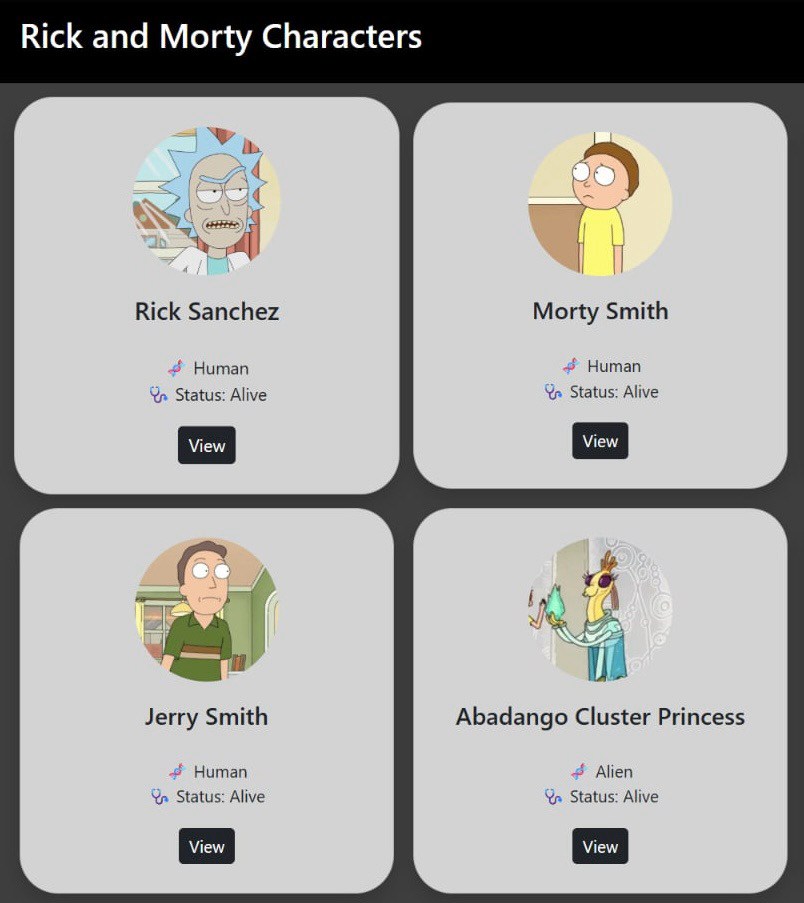 Rick and Morty Characters
Rick Sanchez
🧬 Human
🩺 Status: Alive
View
Morty Smith
🧬 Human
🩺 Status: Alive
View
Jerry Smith
🧬 Human
🩺 Status: Alive
View
Abadango Cluster Princess
🧬 Alien
🩺 Status: Alive
View